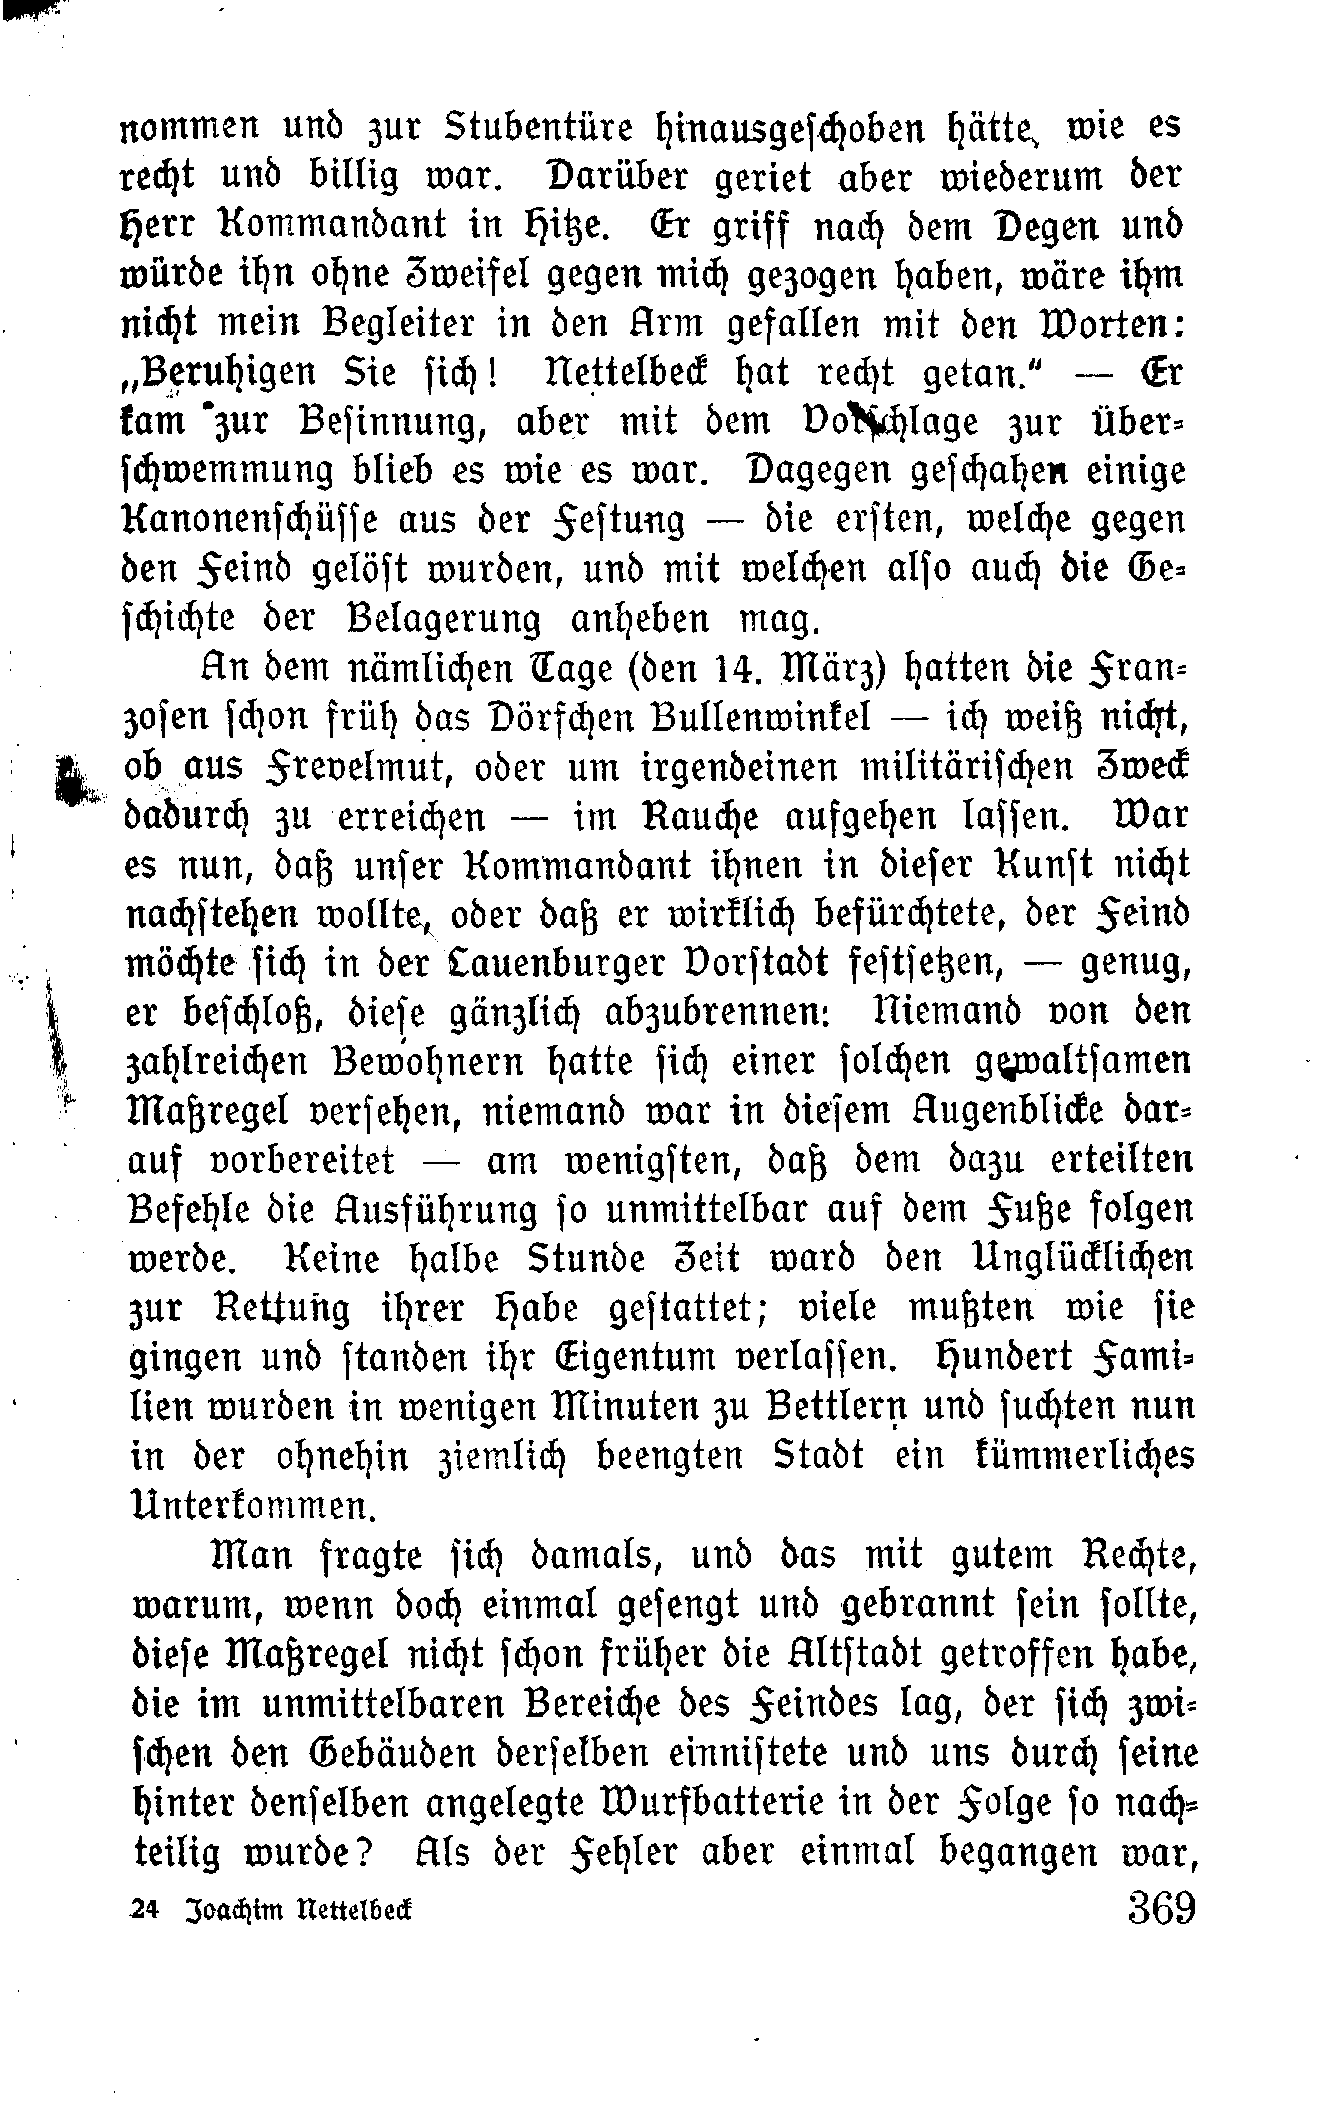 nommen und zur Stubentüre hinausgeschoben hätte, wie es
recht und billig war. Darüber geriet aber wiederum der
Herr Kommandant in Hitze. Er griff nach dem Degen und
würde ihn ohne Zweifel gegen mich gezogen haben, wäre ihm
nicht mein Begleiter in den Arm gefallen mit den Worten:
„Beruhigen Sie sich! Nettelbeck hat recht getan.“ — Er
kam zur Besinnung, aber mit dem Vorschlage zur Über-
schwemmung blieb es wie es war. Dagegen geschahen einige
Kanonenschüsse aus der Festung — die ersten, welche gegen
den Feind gelöst wurden, und mit welchen also auch die Ge-
schichte der Belagerung anheben mag.
An dem nämlichen Tage (den 14. März) hatten die Fran-
zosen schon früh das Dörfchen Bullenwinkel — ich weiß nicht,
ob aus Frevelmut, oder um irgendeinen militärischen Zweck
dadurch zu erreichen — im Rauche aufgehen lassen. War
es nun, daß unser Kommandant ihnen in dieser Kunst nicht
nachstehen wollte, oder daß er wirklich befürchtete, der Feind
möchte sich in der Lauenburger Vorstadt festsetzen, — genug,
er beschloß, diese gänzlich abzubrennen: Niemand von den
zahlreichen Bewohnern hatte sich einer solchen gewaltsamen
Maßregel versehen, niemand war in diesem Augenblicke dar-
auf vorbereitet — am wenigsten, daß dem dazu erteilten
Befehle die Ausführung so unmittelbar auf dem Fuße folgen
werde. Keine halbe Stunde Zeit ward den Unglücklichen
zur Rettung ihrer Habe gestattet; viele mußten wie sie
gingen und standen ihr Eigentum verlassen. Hundert Fami-
lien wurden in wenigen Minuten zu Bettlern und suchten nun
in der ohnehin ziemlich beengten Stadt ein kümmerliches
Unterkommen.
Man fragte sich damals, und das mit gutem Rechte,
warum, wenn doch einmal gesengt und gebrannt sein sollte,
diese Maßregel nicht schon früher die Altstadt getroffen habe,
die im unmittelbaren Bereiche des Feindes lag, der sich zwi-
schen den Gebäuden derselben einnistete und uns durch seine
hinter denselben angelegte Wurfbatterie in der Folge so nach-
teilig wurde? Als der Fehler aber einmal begangen war,
24 Joachim Nettelbeck 369